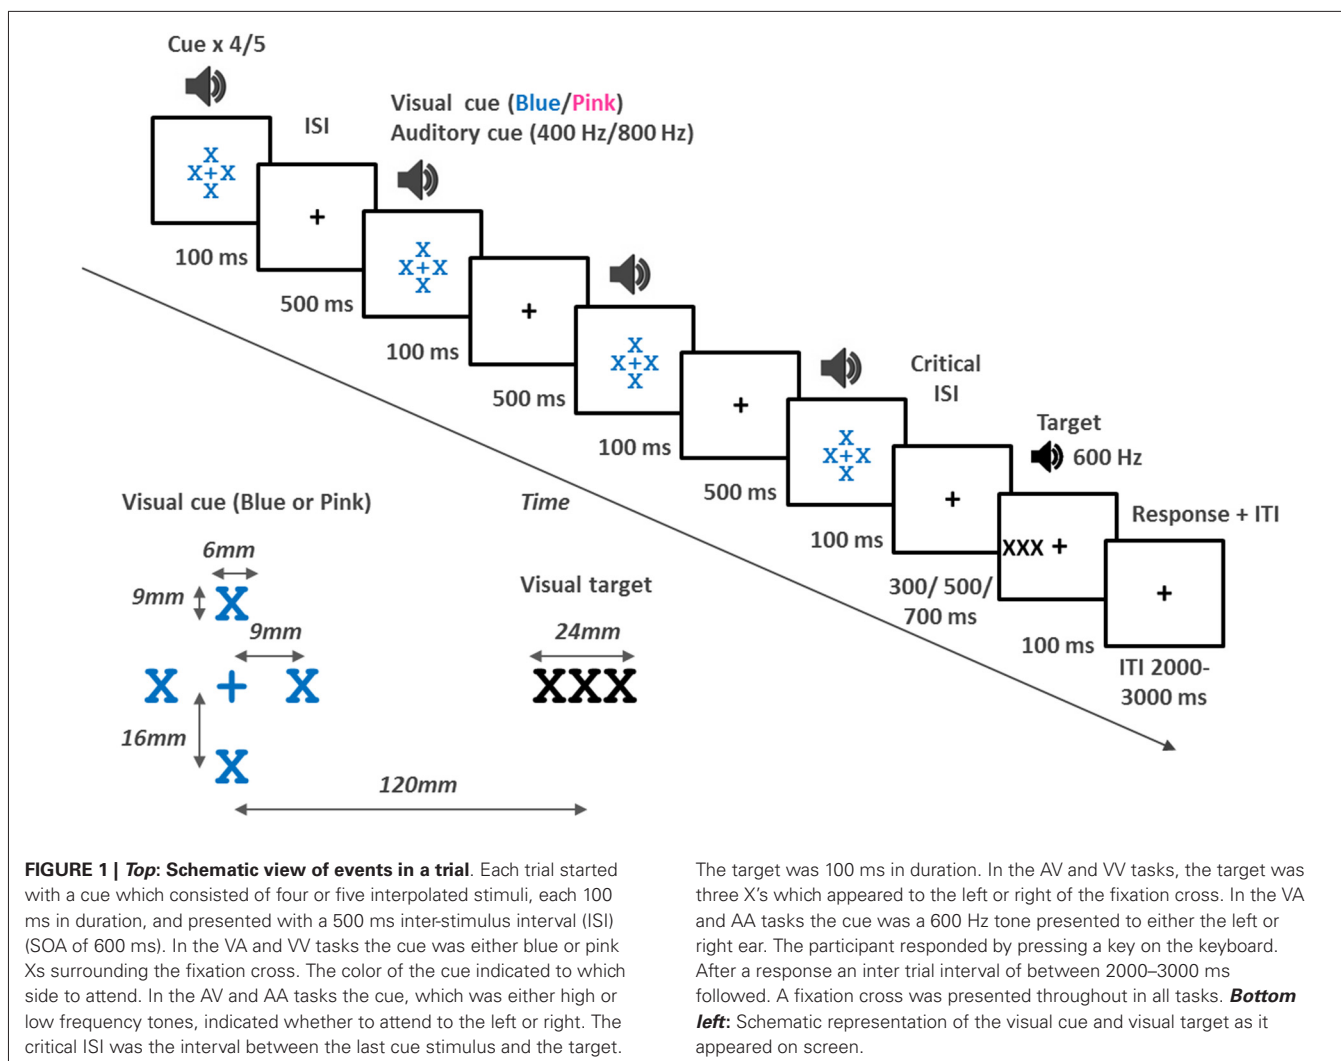 Cue x 4/5
ISI
Visual cue (Blue/Pink)
Auditory cue (400 Hz/800 Hz)
X
X+X
X
+
100 ms
X
X+X
X
500 ms
+
100 ms
X
X+X
X
500 ms
+
100 ms
Critical
ISI
X
X+X
X
500 ms
Target
600 Hz
+
100 ms
Response + ITI
XXX +
300/ 500/
700 ms
+
100 ms
ITI 2000-
3000 ms
Time
Visual cue (Blue or Pink)
6mm
9mm
X
9mm
X + X
16mm
X
120mm
Visual target
24mm
XXX
FIGURE 1 | Top: Schematic view of events in a trial. Each trial started
with a cue which consisted of four or five interpolated stimuli, each 100
ms in duration, and presented with a 500 ms inter-stimulus interval (ISI)
(SOA of 600 ms). In the VA and VV tasks the cue was either blue or pink
Xs surrounding the fixation cross. The color of the cue indicated to which
side to attend. In the AV and AA tasks the cue, which was either high or
low frequency tones, indicated whether to attend to the left or right. The
critical ISI was the interval between the last cue stimulus and the target.
The target was 100 ms in duration. In the AV and VV tasks, the target was
three X's which appeared to the left or right of the fixation cross. In the VA
and AA tasks the cue was a 600 Hz tone presented to either the left or
right ear. The participant responded by pressing a key on the keyboard.
After a response an inter trial interval of between 2000–3000 ms
followed. A fixation cross was presented throughout in all tasks. Bottom
left: Schematic representation of the visual cue and visual target as it
appeared on screen.